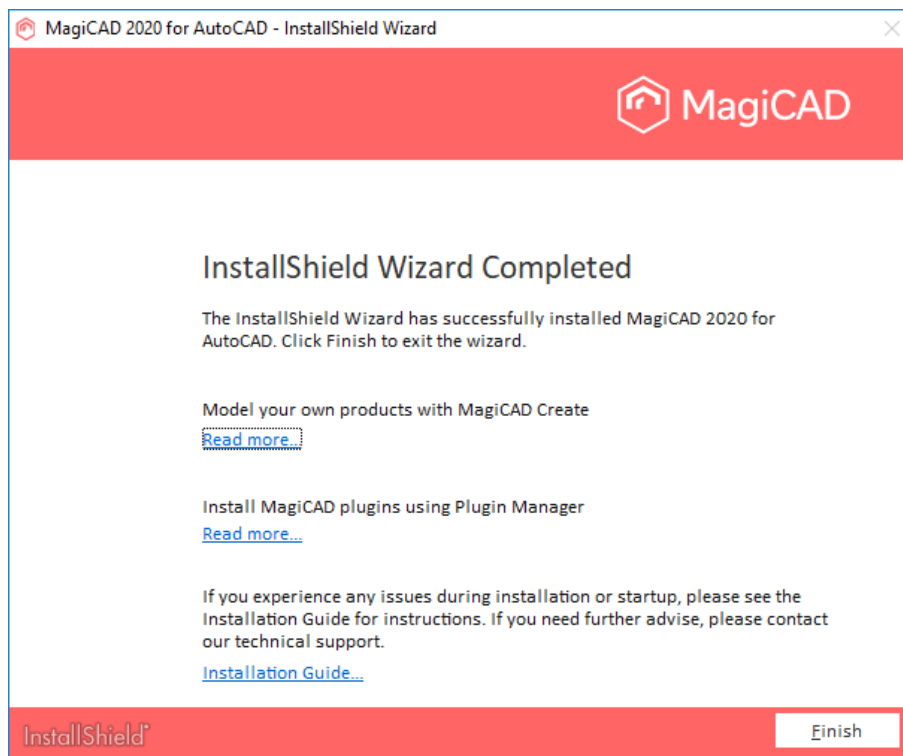 MagiCAD 2020 for AutoCAD - InstallShield Wizard
MagiCAD
InstallShield Wizard Completed
The InstallShield Wizard has successfully installed MagiCAD 2020 for
AutoCAD. Click Finish to exit the wizard.
Model your own products with MagiCAD Create
Read more...
Install MagiCAD plugins using Plugin Manager
Read more...
If you experience any issues during installation or startup, please see the
Installation Guide for instructions. If you need further advise, please contact
our technical support.
Installation Guide...
InstallShield
Finish